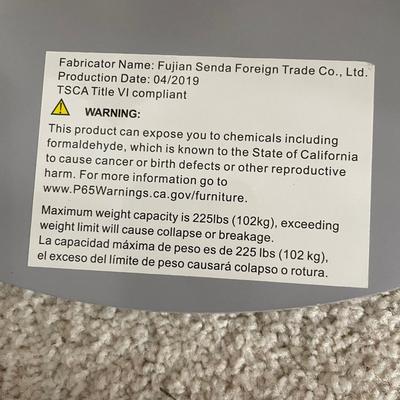 Fabricator Name: Fujian Senda Foreign Trade Co., Ltd.
Production Date: 04/2019
TSCA Title VI compliant
WARNING:
This product can expose you to chemicals including
formaldehyde, which is known to the State of California
to cause cancer or birth defects or other reproductive
harm. For more information go to
www.P65Warnings.ca.gov/furniture.
Maximum weight capacity is 225lbs (102kg), exceeding
weight limit will cause collapse or breakage.
La capacidad máxima de peso es de 225 lbs (102 kg),
el exceso del límite de peso causará colapso o rotura.